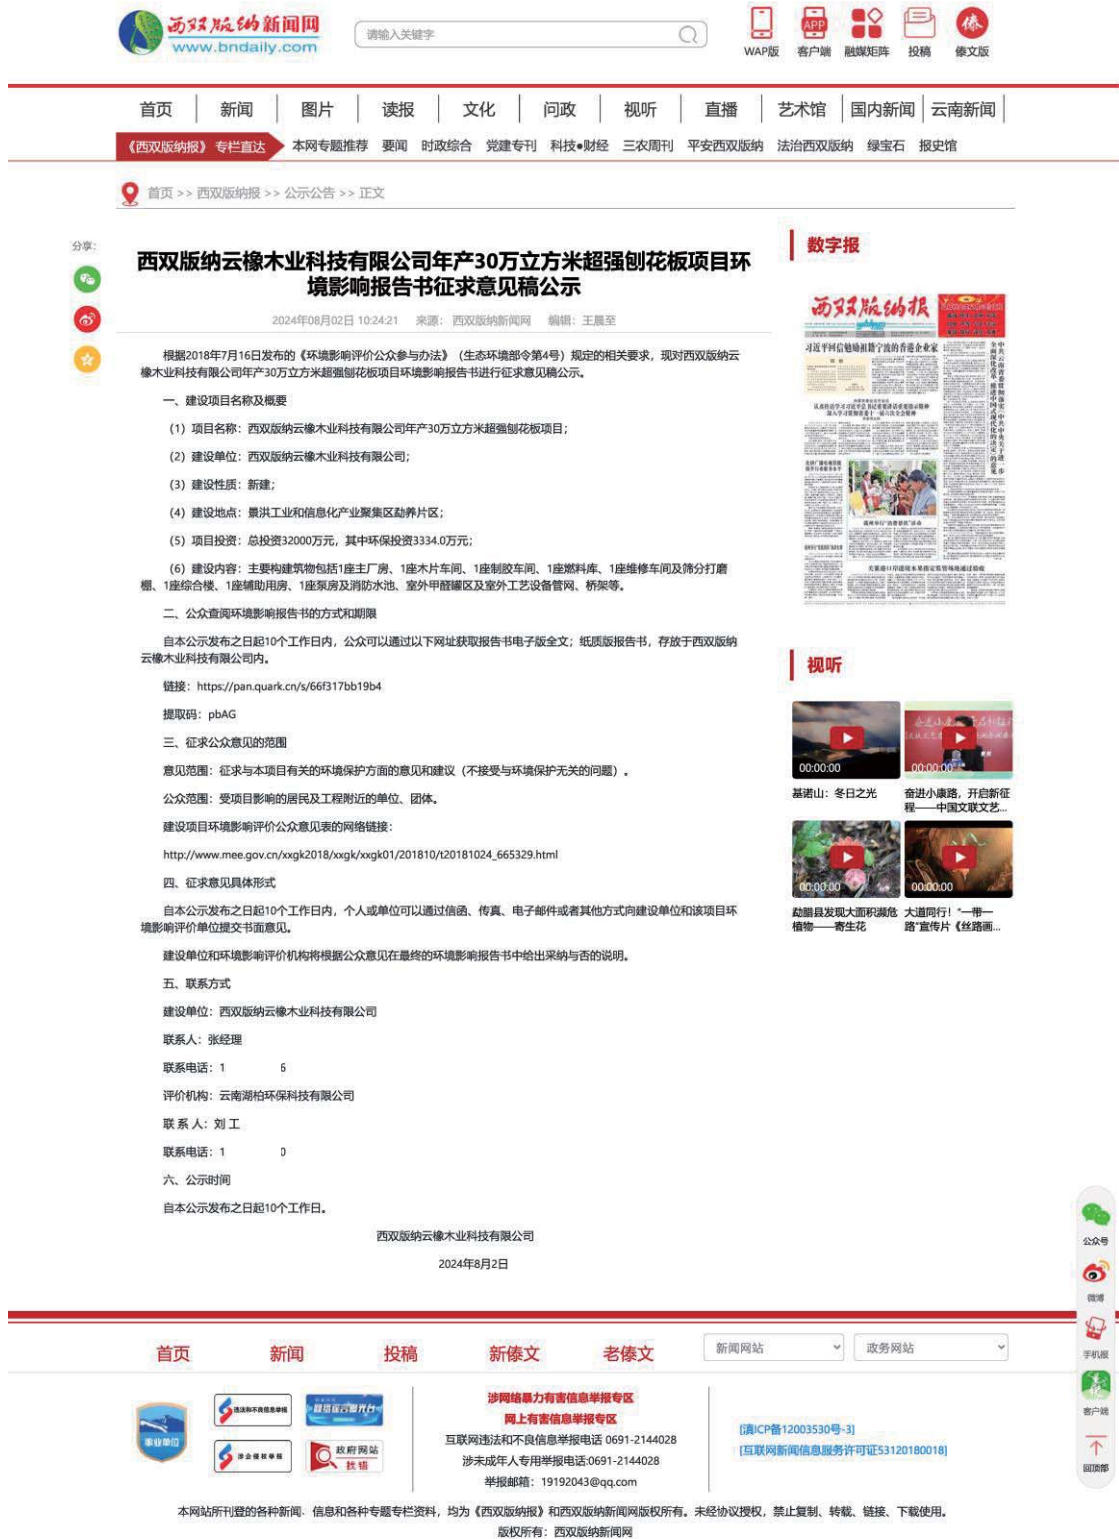 西双版纳新闻网
www.bndaily.com
请输入关键字
WAP版 客户端 融媒矩阵 投稿 傣文版
APP
首页 新闻 图片 读报 文化 问政 视听 直播 艺术馆 国内新闻 云南新闻
《西双版纳报》 专栏直达 本网专题推荐 要闻 时政综合 党建专刊 科技●财经 三农周刊 平安西双版纳 法治西双版纳 绿宝石 报史馆
首页 >> 西双版纳报 >> 公示公告 >> 正文
分享:
西双版纳云橡木业科技有限公司年产30万立方米超强刨花板项目环
境影响报告书征求意见稿公示
2024年08月02日 10:24:21 来源: 西双版纳新闻网 编辑: 王晨至
根据2018年7月16日发布的《环境影响评价公众参与办法》（生态环境部令第4号）规定的相关要求，现对西双版纳云
橡木业科技有限公司年产30万立方米超强刨花板项目环境影响报告书进行征求意见稿公示。
一、建设项目名称及概要
（1）项目名称：西双版纳云橡木业科技有限公司年产30万立方米超强刨花板项目；
（2）建设单位：西双版纳云橡木业科技有限公司；
（3）建设性质：新建；
（4）建设地点：景洪工业和信息化产业聚集区勐养片区；
（5）项目投资：总投资32000万元，其中环保投资3334.0万元；
（6）建设内容：主要构建筑物包括1座主厂房、1座木片车间、1座制胶车间、1座燃料库、1座维修车间及筛分打磨
棚、1座综合楼、1座辅助用房、1座泵房及消防水池、室外甲醛罐区及室外工艺设备管网、桥架等。
二、公众查阅环境影响报告书的方式和期限
自本公示发布之日起10个工作日内，公众可以通过以下网址获取报告书电子版全文；纸质版报告书，存放于西双版纳
云橡木业科技有限公司内。
链接：https://pan.quark.cn/s/66f317bb19b4
提取码：pbAG
三、征求公众意见的范围
意见范围：征求与本项目有关的环境保护方面的意见和建议（不接受与环境保护无关的问题）。
公众范围：受项目影响的居民及工程附近的单位、团体。
建设项目环境影响评价公众意见表的网络链接：
http://www.mee.gov.cn/xxgk2018/xxgk/xxgk01/201810/t20181024_665329.html
四、征求意见具体形式
自本公示发布之日起10个工作日内，个人或单位可以通过信函、传真、电子邮件或者其他方式向建设单位和该项目环
境影响评价单位提交书面意见。
建设单位和环境影响评价机构将根据公众意见在最终的环境影响报告书中给出采纳与否的说明。
五、联系方式
建设单位：西双版纳云橡木业科技有限公司
联系人：张经理
联系电话：1 6
评价机构：云南湖柏环保科技有限公司
联 系 人：刘 工
联系电话：1 0
六、公示时间
自本公示发布之日起10个工作日。
西双版纳云橡木业科技有限公司
2024年8月2日
数字报
西双版纳报
习近平回信勉励祖籍宁波的香港企业家
视听
00:00:00
00:00:00
基诺山：冬日之光
奋进小康路，开启新征
程——中国文联文艺...
00:00:00
00:00:00
勐腊县发现大面积濒危
植物——寄生花
大道同行！“一带一
路”宣传片《丝路画...
公众号
微博
手机报
客户端
回顶部
首页 新闻 投稿 新傣文 老傣文 新闻网站 政务网站
事业单位
违法和不良信息举报
涉企侵权举报
政府网站
找错
涉网络暴力有害信息举报专区
网上有害信息举报专区
互联网违法和不良信息举报电话 0691-2144028
涉未成年人专用举报电话:0691-2144028
举报邮箱：19192043@qq.com
[滇ICP备12003530号-3]
[互联网新闻信息服务许可证53120180018]
本网站所刊登的各种新闻、信息和各种专题专栏资料，均为《西双版纳报》和西双版纳新闻网版权所有。未经协议授权，禁止复制、转载、链接、下载使用。
版权所有：西双版纳新闻网